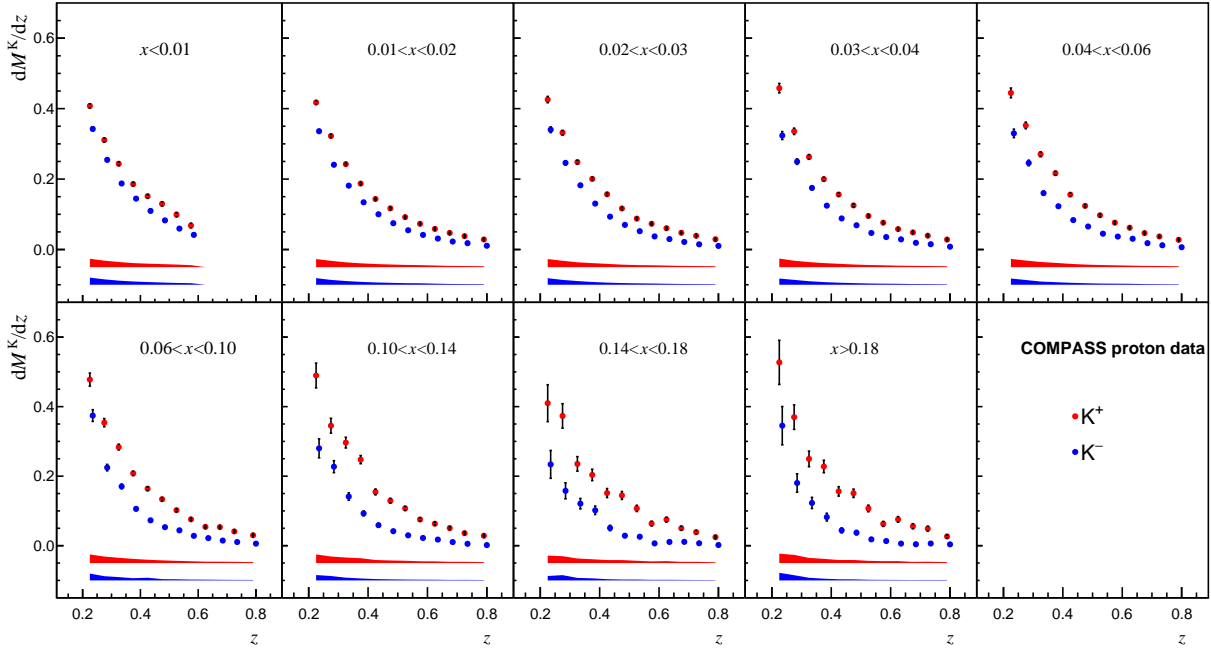 dM^K/dz
0.6
0.4
0.2
0.0
x<0.01
0.01<x<0.02
0.02<x<0.03
0.03<x<0.04
0.04<x<0.06
dM^K/dz
0.6
0.4
0.2
0.0
0.06<x<0.10
0.10<x<0.14
0.14<x<0.18
x>0.18
COMPASS proton data
K⁺
K⁻
0.2 0.4 0.6 0.8
0.2 0.4 0.6 0.8
0.2 0.4 0.6 0.8
0.2 0.4 0.6 0.8
0.2 0.4 0.6 0.8
z z z z z